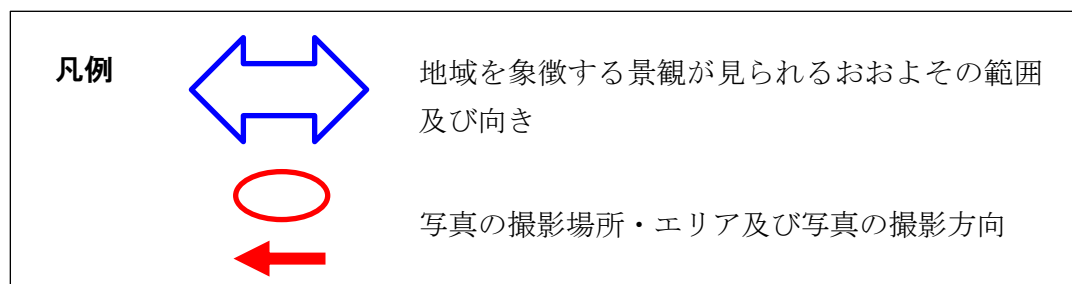 凡例
地域を象徴する景観が見られるおおよその範囲
及び向き
写真の撮影場所・エリア及び写真の撮影方向